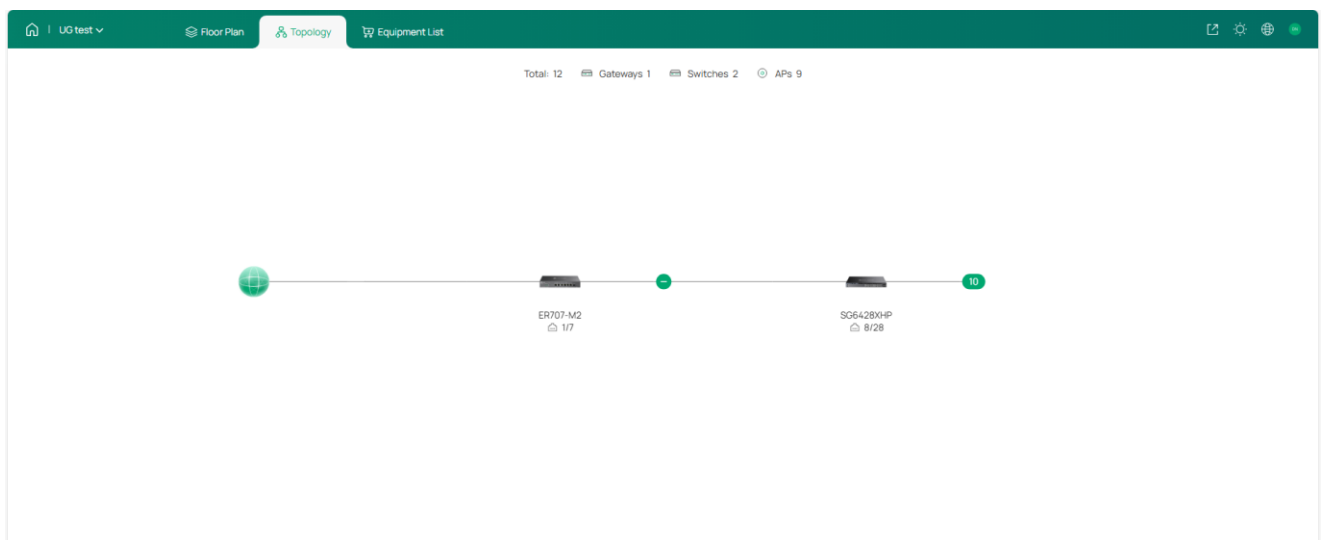 UG test
Floor Plan
Topology
Equipment List
Total: 12 Gateways 1 Switches 2 APs 9
10
ER707-M2
1/7
SG6428XHP
8/28